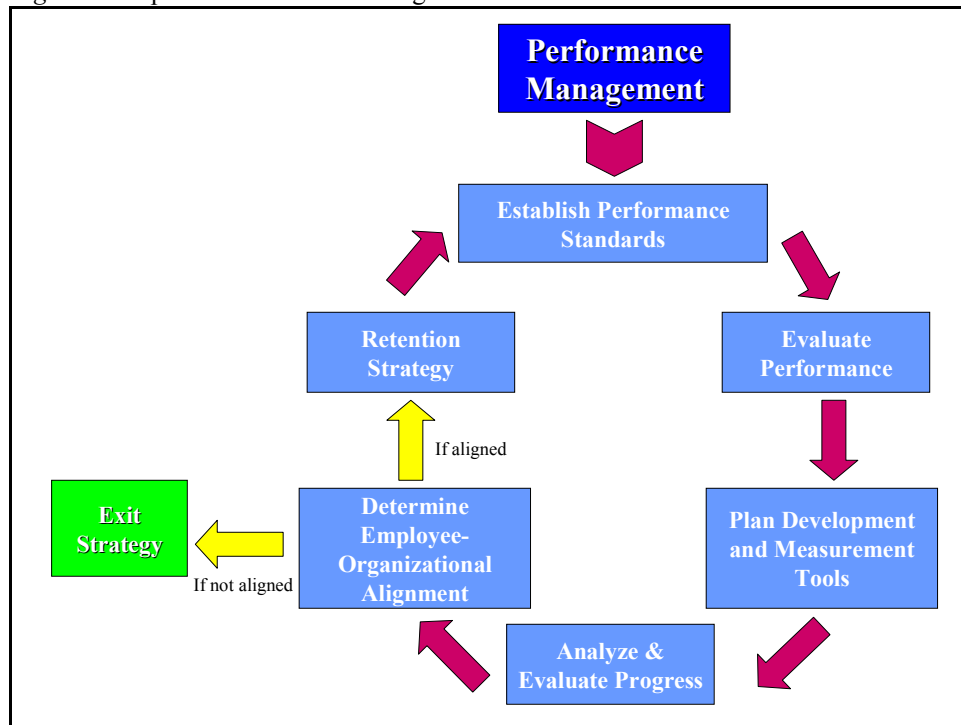 Performance
Management
Establish Performance
Standards
Retention
Strategy
Evaluate
Performance
If aligned
Exit
Strategy
If not aligned
Determine
Employee-
Organizational
Alignment
Plan Development
and Measurement
Tools
Analyze &
Evaluate Progress